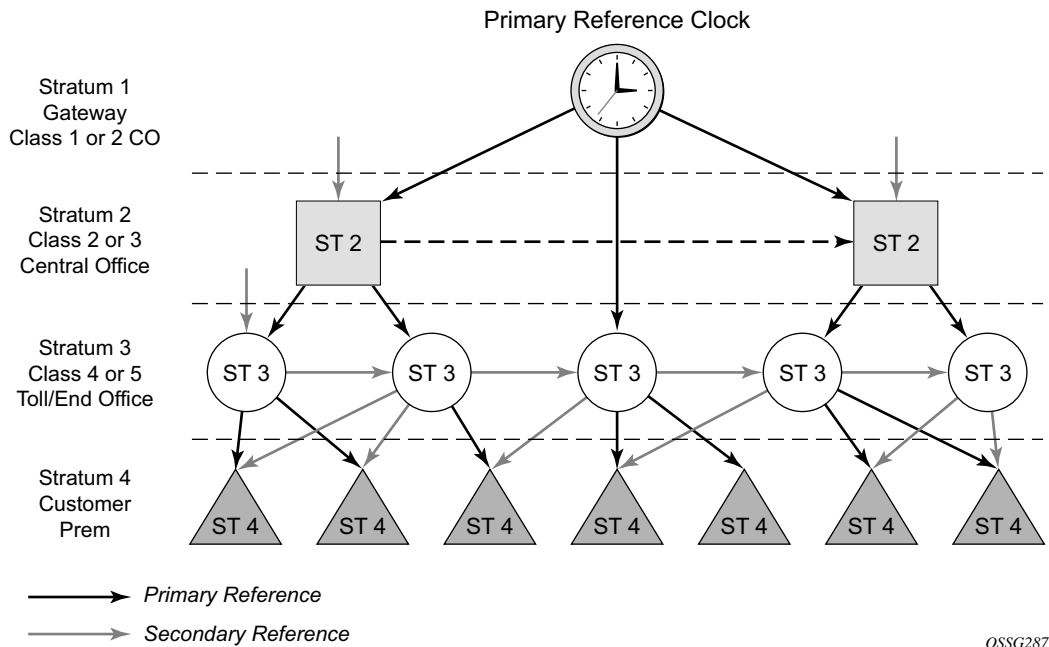 Primary Reference Clock
Stratum 1
Gateway
Class 1 or 2 CO
Stratum 2
Class 2 or 3
Central Office
ST 2
ST 2
Stratum 3
Class 4 or 5
Toll/End Office
ST 3
ST 3
ST 3
ST 3
ST 3
Stratum 4
Customer
Prem
ST 4
ST 4
ST 4
ST 4
ST 4
ST 4
ST 4
Primary Reference
Secondary Reference
OSSG287